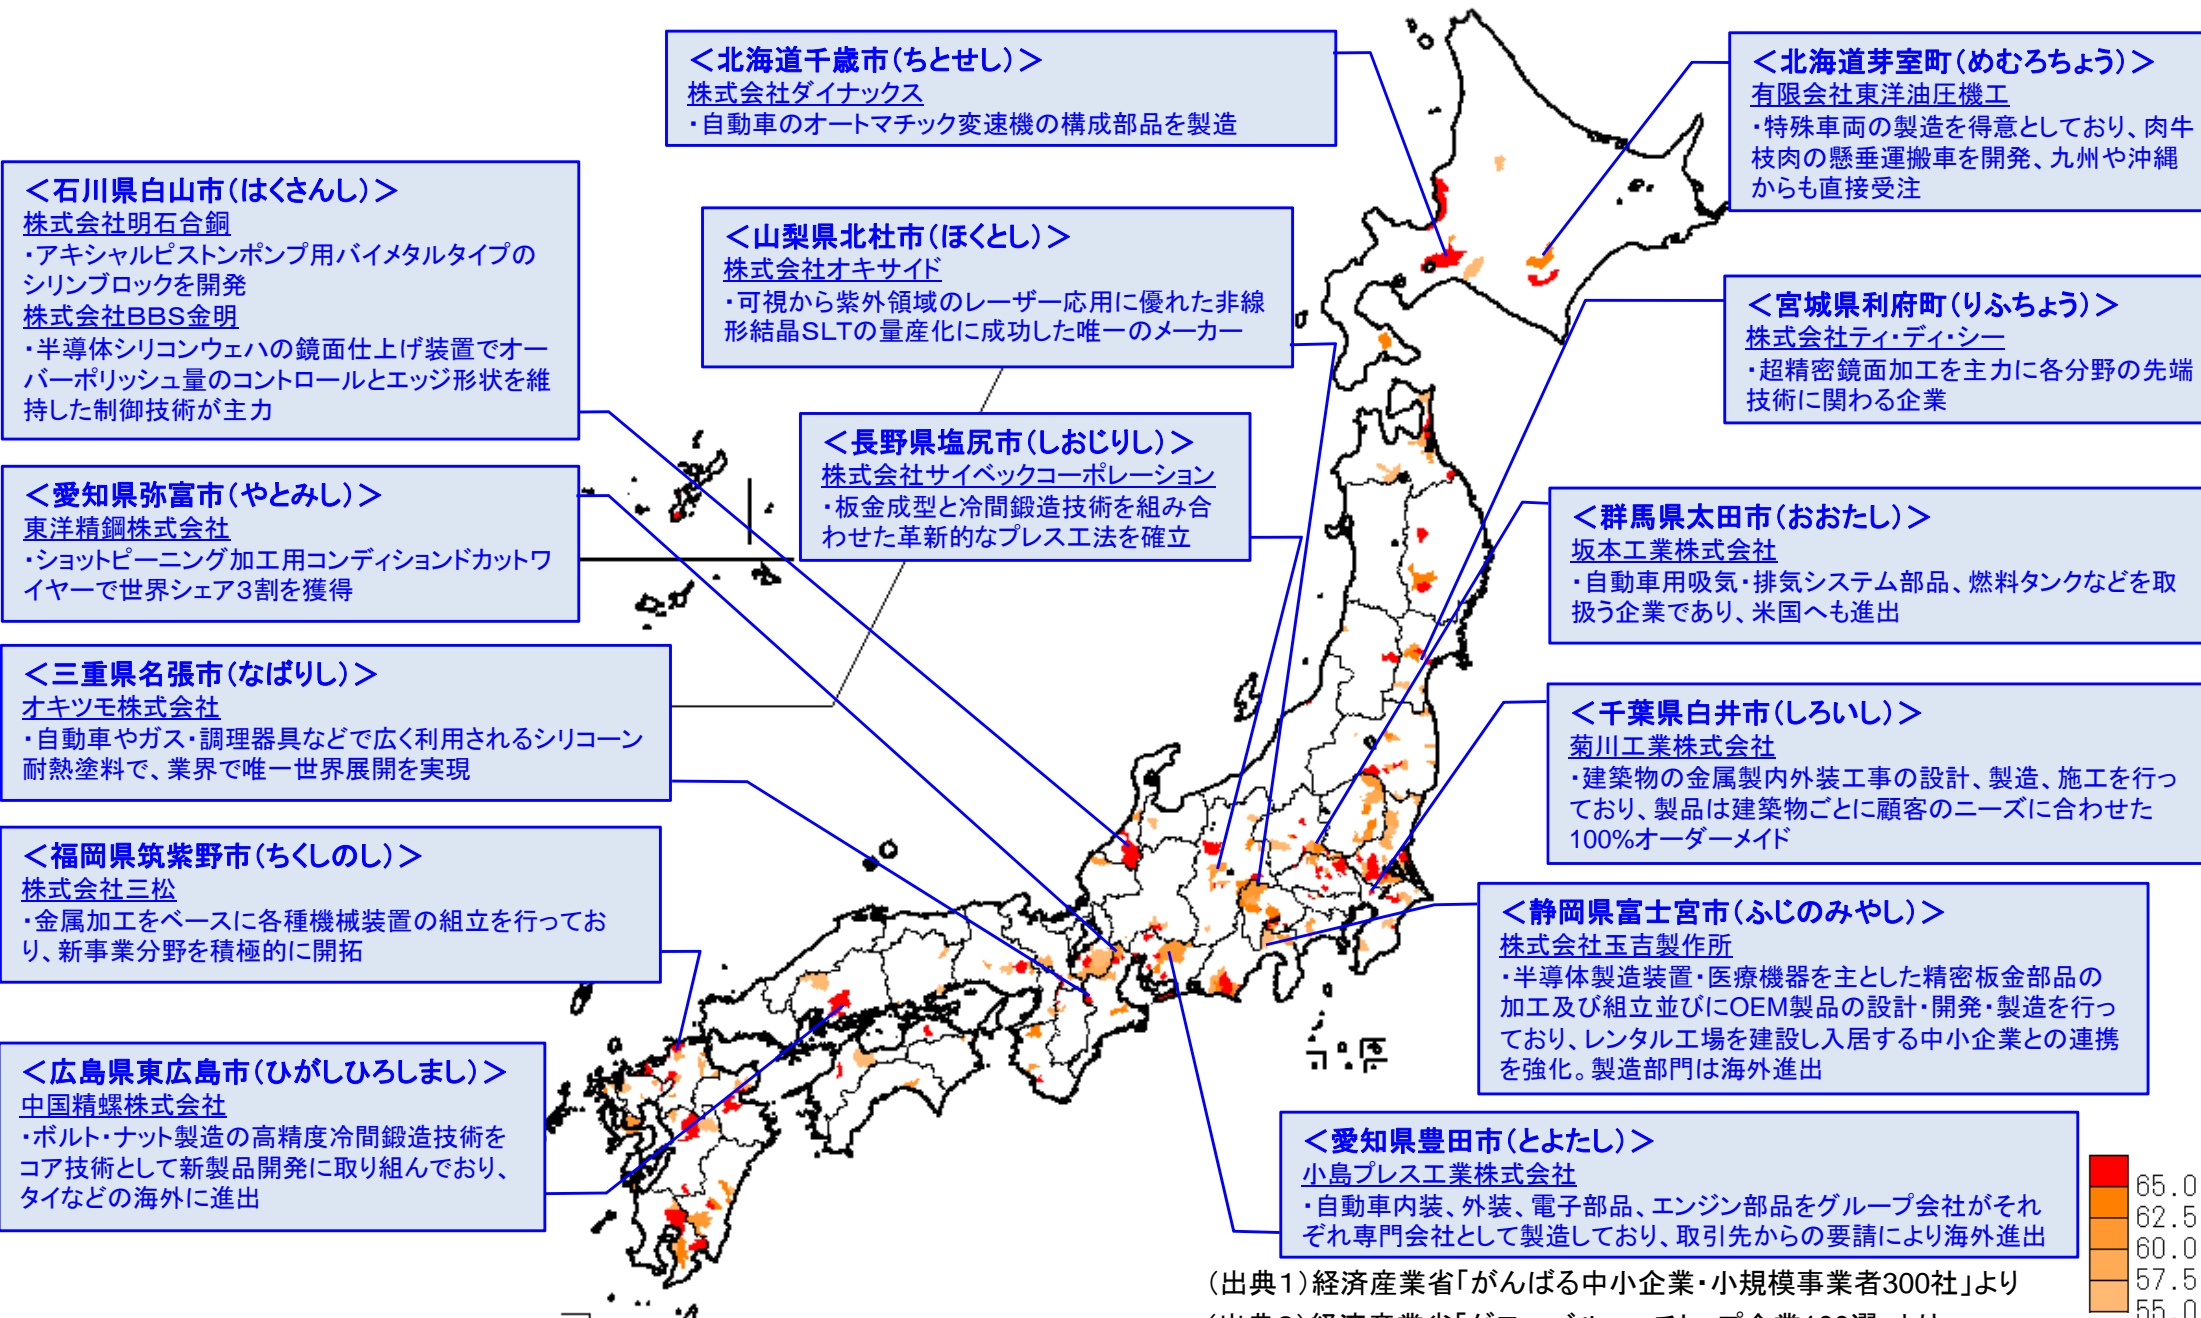 ＜北海道千歳市（ちとせし）＞
株式会社ダイナックス
・自動車のオートマチック変速機の構成部品を製造
＜北海道芽室町（めむろちょう）＞
有限会社東洋油圧機工
・特殊車両の製造を得意としており、肉牛
枝肉の懸垂運搬車を開発、九州や沖縄
からも直接受注
＜石川県白山市（はくさんし）＞
株式会社明石合銅
・アキシャルピストンポンプ用バイメタルタイプの
シリンブロックを開発
株式会社ＢＢＳ金明
・半導体シリコンウェハの鏡面仕上げ装置でオー
バーポリッシュ量のコントロールとエッジ形状を維
持した制御技術が主力
＜山梨県北杜市（ほくとし）＞
株式会社オキサイド
・可視から紫外領域のレーザー応用に優れた非線
形結晶ＳＬＴの量産化に成功した唯一のメーカー
＜宮城県利府町（りふちょう）＞
株式会社ティ・ディ・シー
・超精密鏡面加工を主力に各分野の先端
技術に関わる企業
＜長野県塩尻市（しおじりし）＞
株式会社サイベックコーポレーション
・板金成型と冷間鍛造技術を組み合
わせた革新的なプレス工法を確立
＜愛知県弥富市（やとみし）＞
東洋精鋼株式会社
・ショットピーニング加工用コンディションドカットワ
イヤーで世界シェア３割を獲得
＜群馬県太田市（おおたし）＞
坂本工業株式会社
・自動車用吸気・排気システム部品、燃料タンクなどを取
扱う企業であり、米国へも進出
＜三重県名張市（なばりし）＞
オキツモ株式会社
・自動車やガス・調理器具などで広く利用されるシリコーン
耐熱塗料で、業界で唯一世界展開を実現
＜千葉県白井市（しろいし）＞
菊川工業株式会社
・建築物の金属製内外装工事の設計、製造、施工を行っ
ており、製品は建築物ごとに顧客のニーズに合わせた
100%オーダーメイド
＜福岡県筑紫野市（ちくしのし）＞
株式会社三松
・金属加工をベースに各種機械装置の組立を行ってお
り、新事業分野を積極的に開拓
＜静岡県富士宮市（ふじのみやし）＞
株式会社玉吉製作所
・半導体製造装置・医療機器を主とした精密板金部品の
加工及び組立並びにOEM製品の設計・開発・製造を行っ
ており、レンタル工場を建設し入居する中小企業との連携
を強化。製造部門は海外進出
＜広島県東広島市（ひがしひろしまし）＞
中国精螺株式会社
・ボルト・ナット製造の高精度冷間鍛造技術を
コア技術として新製品開発に取り組んでおり、
タイなどの海外に進出
＜愛知県豊田市（とよたし）＞
小島プレス工業株式会社
・自動車内装、外装、電子部品、エンジン部品をグループ会社がそれ
ぞれ専門会社として製造しており、取引先からの要請により海外進出
65.0
62.5
60.0
57.5
55.0
（出典１）経済産業省「がんばる中小企業・小規模事業者300社」より